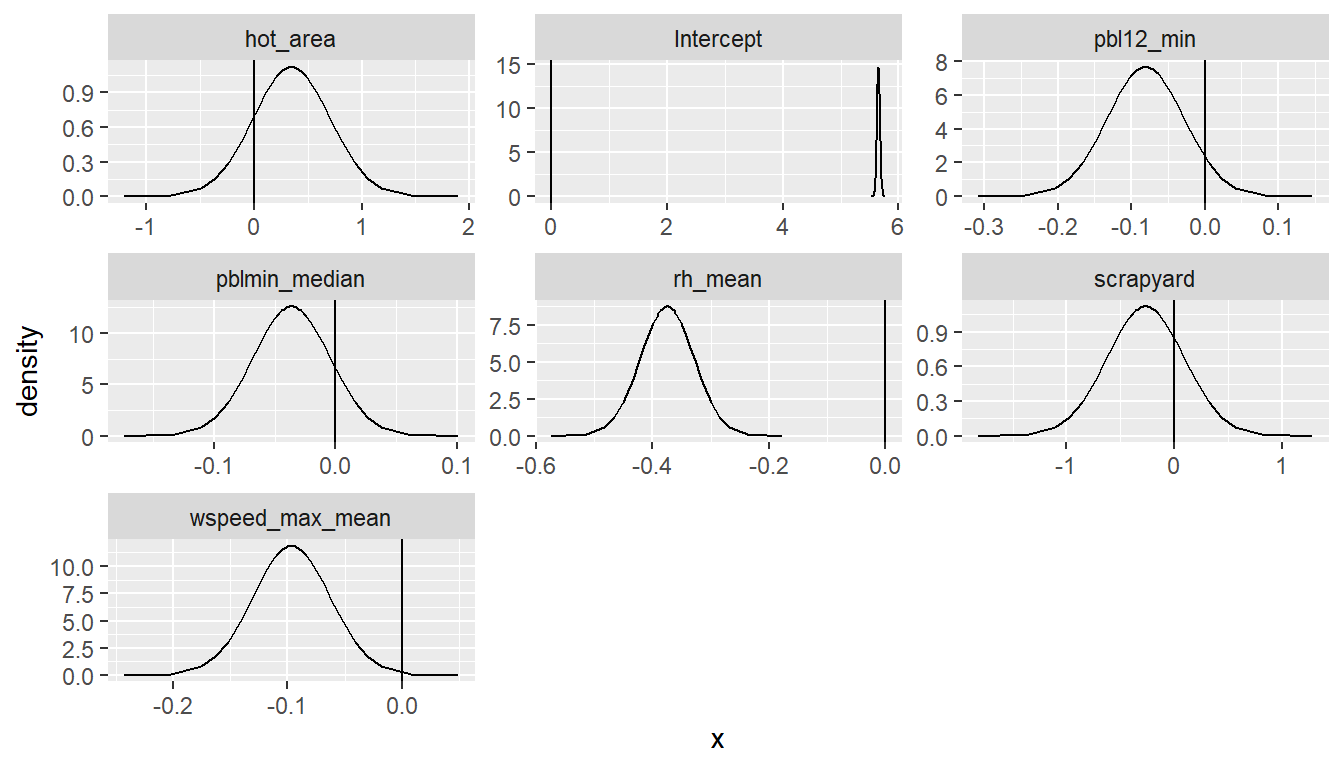 hot_area
Intercept
pbl12_min
0.9
0.6
0.3
0.0
-1 0 1 2
15
10
5
0
0 2 4 6
8
6
4
2
0
-0.3 -0.2 -0.1 0.0 0.1
pblmin_median
rh_mean
scrapyard
10
5
0
-0.1 0.0 0.1
7.5
5.0
2.5
0.0
-0.6 -0.4 -0.2 0.0
0.9
0.6
0.3
0.0
-1 0 1
wspeed_max_mean
10.0
7.5
5.0
2.5
0.0
-0.2 -0.1 0.0
density
x